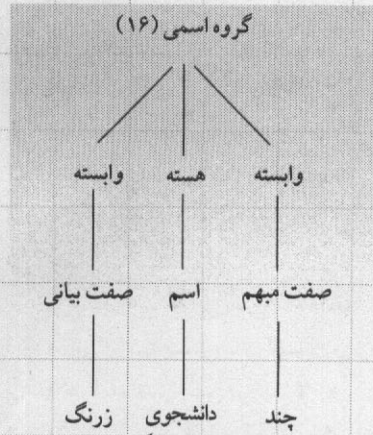 گروه اسمی (۱۶)
وابسته هسته وابسته
صفت مبهم اسم صفت بیانی
چند دانشجوی زرنگ